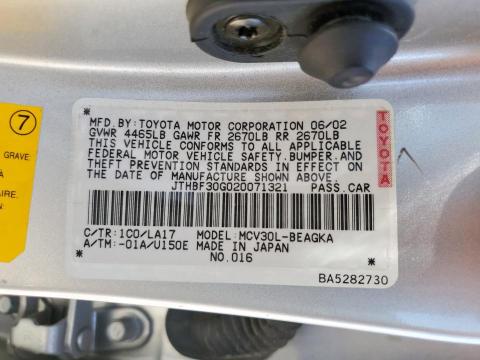 7
GRAVE:
AIRE.
MFD.BY:TOYOTA MOTOR CORPORATION 06/02
GVWR 4465LB GAWR FR 2670LB RR 2670LB
THIS VEHICLE CONFORMS TO ALL APPLICABLE
FEDERAL MOTOR VEHICLE SAFETY.BUMPER.AND
THEFT PREVENTION STANDARDS IN EFFECT ON
THE DATE OF MANUFACTURE SHOWN ABOVE.
JTHBF30G020071321 PASS.CAR
C/TR:1C0/LA17 MODEL:MCV30L-BEAGKA
A/TM:-01A/U150E MADE IN JAPAN
NO.016
BA5282730
TOYOTA